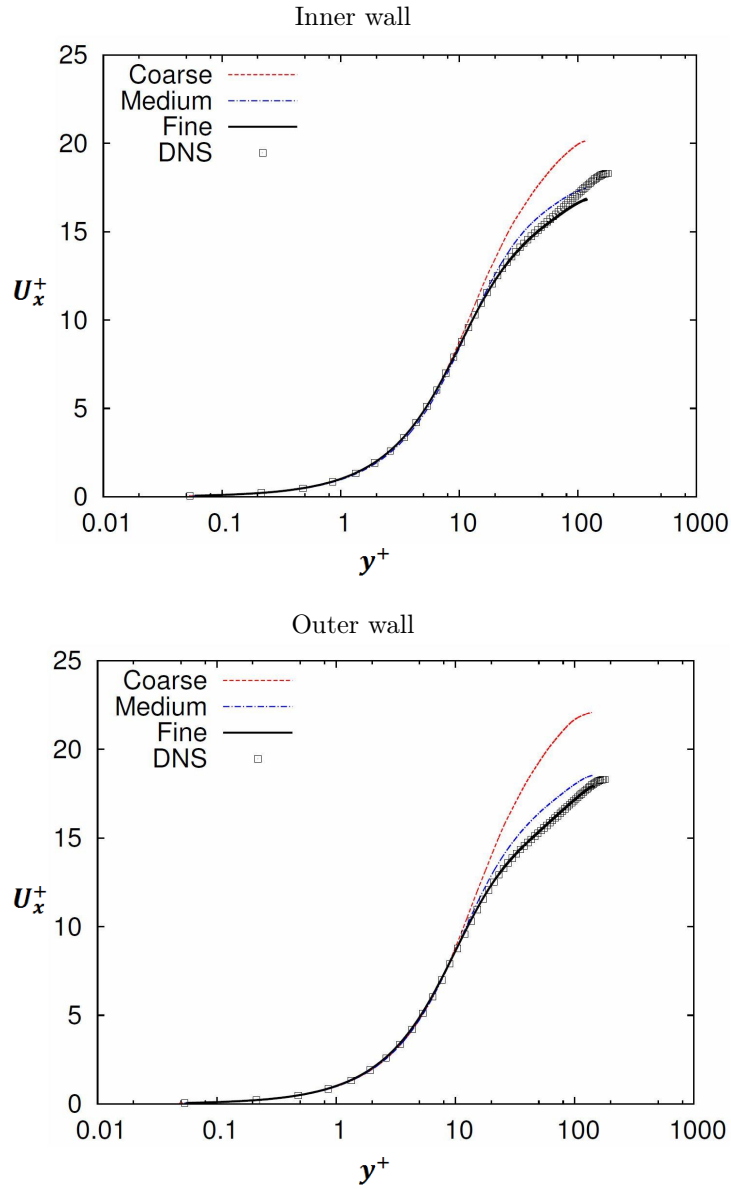 Inner wall
25
Coarse
Medium
20
Fine
DNS
15
U_x^+
10
5
0
0.01 0.1 1 10 100 1000
y^+
Outer wall
25
Coarse
Medium
20
Fine
DNS
15
U_x^+
10
5
0
0.01 0.1 1 10 100 1000
y^+